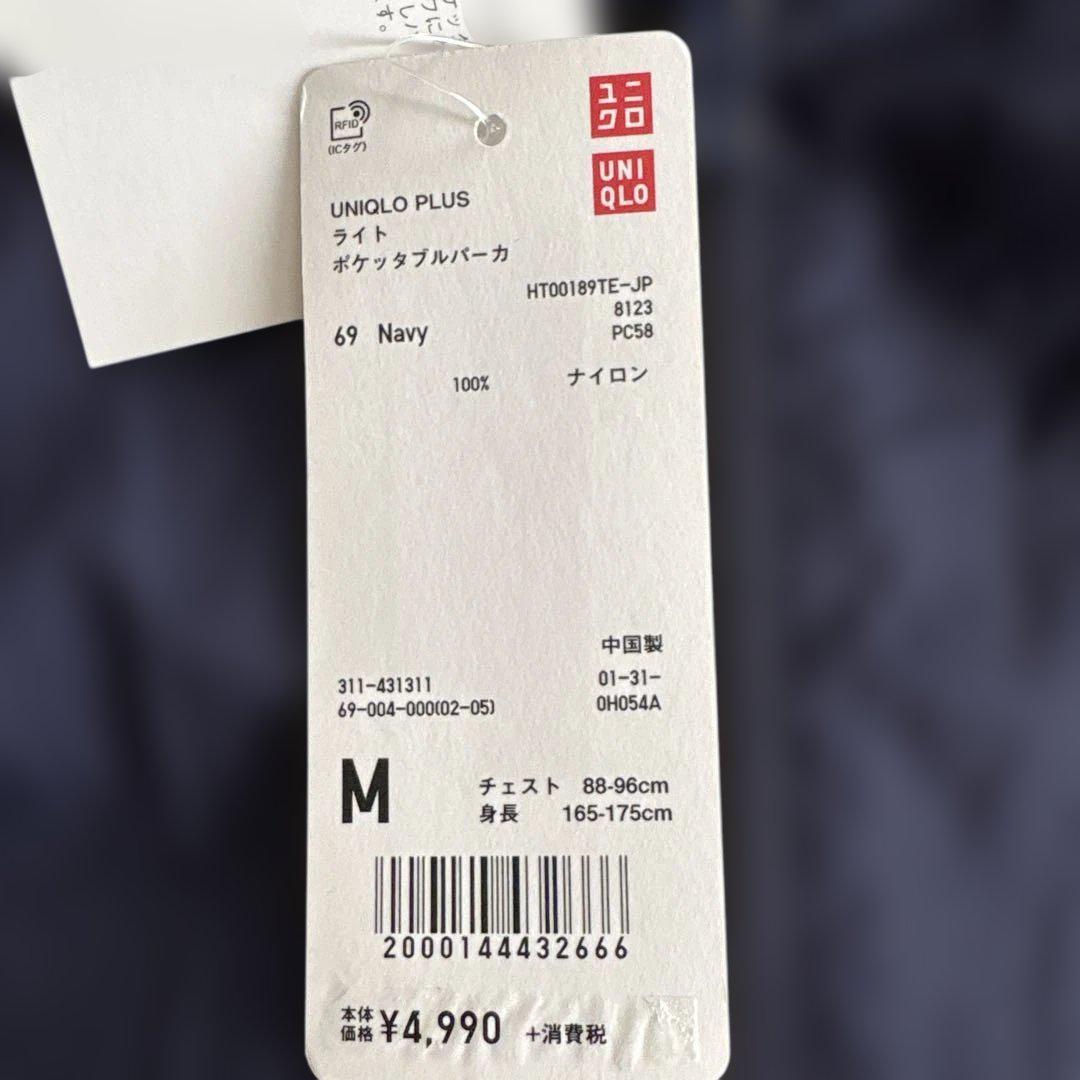 RFID
(ICタグ)
ユニ
クロ
UNI
QLO
UNIQLO PLUS
ライト
ポケッタブルパーカ
HT00189TE-JP
8123
69 Navy
PC58
100% ナイロン
中国製
311-431311
01-31-
69-004-000(02-05)
0H054A
M
チェスト 88-96cm
身長 165-175cm
2000144432666
本体
価格 ¥4,990 +消費税